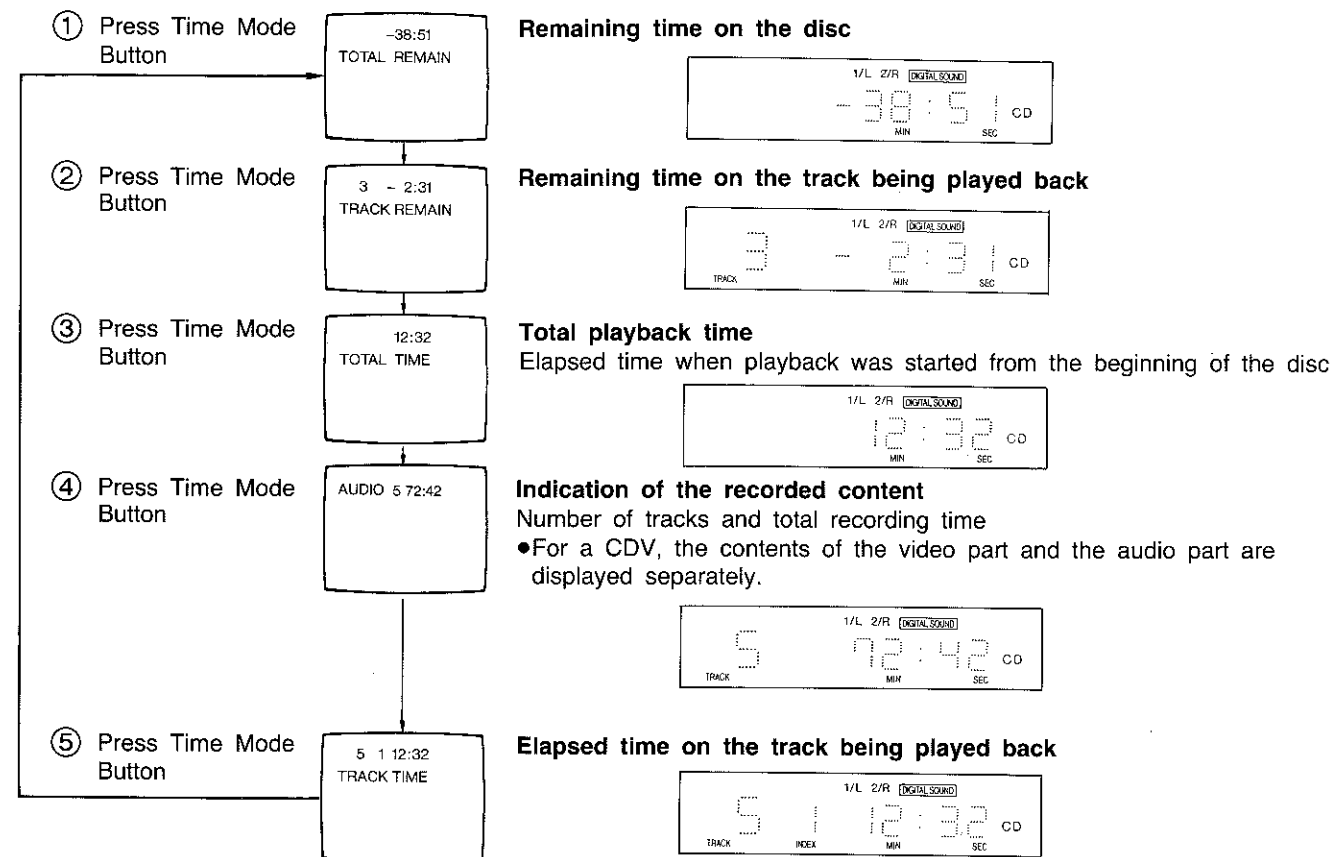 ① Press Time Mode Button
-38:51
TOTAL REMAIN
Remaining time on the disc
1/L 2/R DIGITAL SOUND
-38:51 CD
MIN SEC
② Press Time Mode Button
3 - 2:31
TRACK REMAIN
Remaining time on the track being played back
1/L 2/R DIGITAL SOUND
3 - 2:31 CD
TRACK MIN SEC
③ Press Time Mode Button
12:32
TOTAL TIME
Total playback time
Elapsed time when playback was started from the beginning of the disc
1/L 2/R DIGITAL SOUND
12:32 CD
MIN SEC
④ Press Time Mode Button
AUDIO 5 72:42
Indication of the recorded content
Number of tracks and total recording time
●For a CDV, the contents of the video part and the audio part are
displayed separately.
1/L 2/R DIGITAL SOUND
5 72:42 CD
TRACK MIN SEC
⑤ Press Time Mode Button
5 1 12:32
TRACK TIME
Elapsed time on the track being played back
1/L 2/R DIGITAL SOUND
5 1 12:32 CD
TRACK INDEX MIN SEC